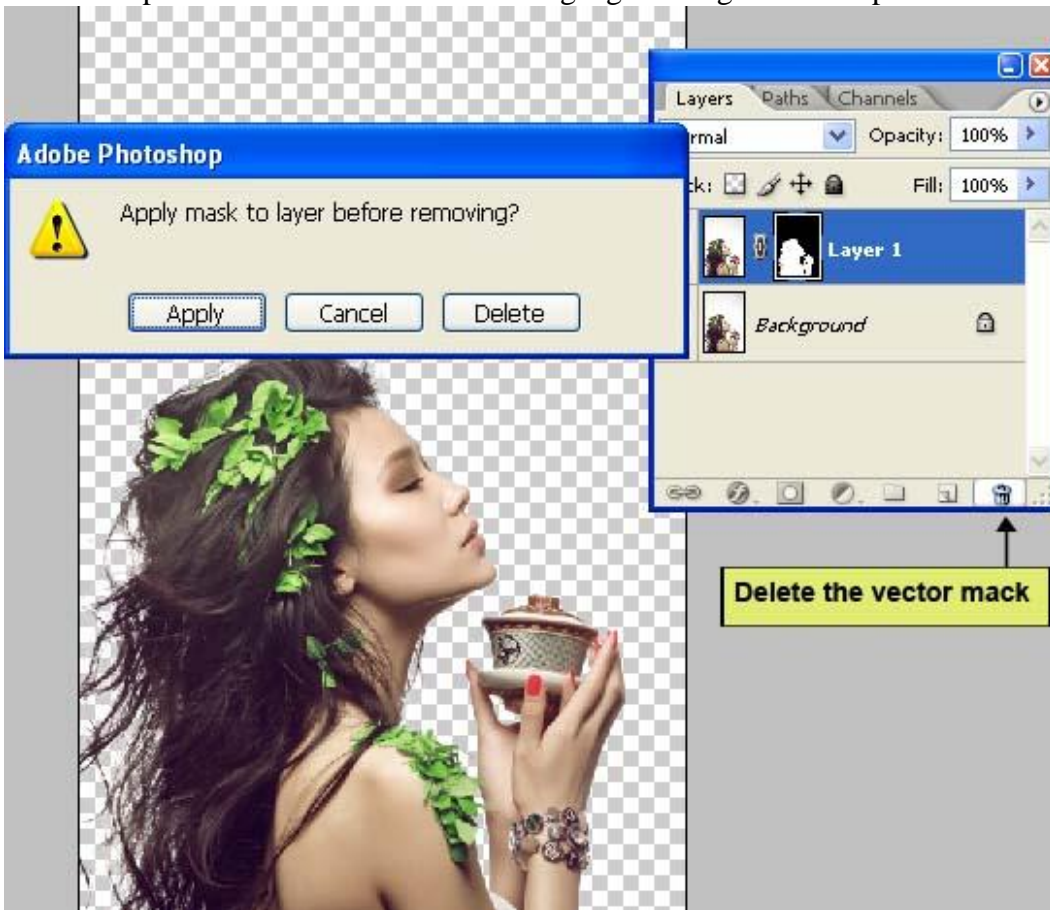 Layers Paths Channels
rmal Opacity: 100%
Adobe Photoshop
Apply mask to layer before removing?
Apply Cancel Delete
ck: Fill: 100%
Layer 1
Background
Delete the vector mack